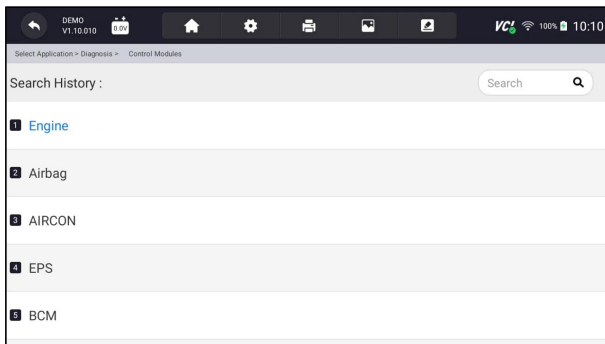 DEMO
V1.10.010
0.0V
VCI 100% 10:10
Select Application > Diagnosis > Control Modules
Search History :
Search
1 Engine
2 Airbag
3 AIRCON
4 EPS
5 BCM